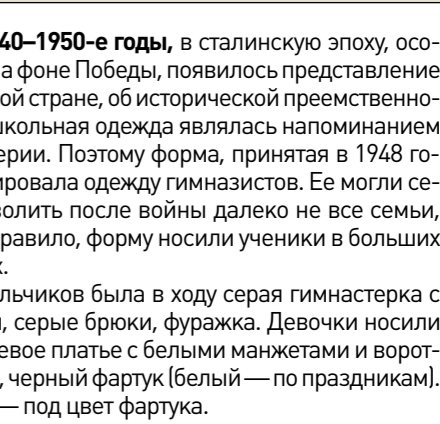 40–1950-е годы, в сталинскую эпоху, осо-
а фоне Победы, появилось представление
ой стране, об исторической преемственно-
школьная одежда являлась напоминанием
ерии. Поэтому форма, принятая в 1948 го-
ировала одежду гимназистов. Ее могли се-
волить после войны далеко не все семьи,
равило, форму носили ученики в больших
х.
льчиков была в ходу серая гимнастерка с
, серые брюки, фуражка. Девочки носили
евое платье с белыми манжетами и ворот-
, черный фартук (белый — по праздникам).
— под цвет фартука.